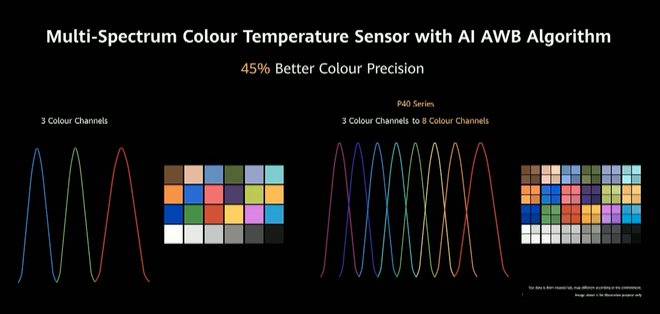 Multi-Spectrum Colour Temperature Sensor with AI AWB Algorithm
45% Better Colour Precision
3 Colour Channels
P40 Series
3 Colour Channels to 8 Colour Channels
Image shown is for illustration purpose only